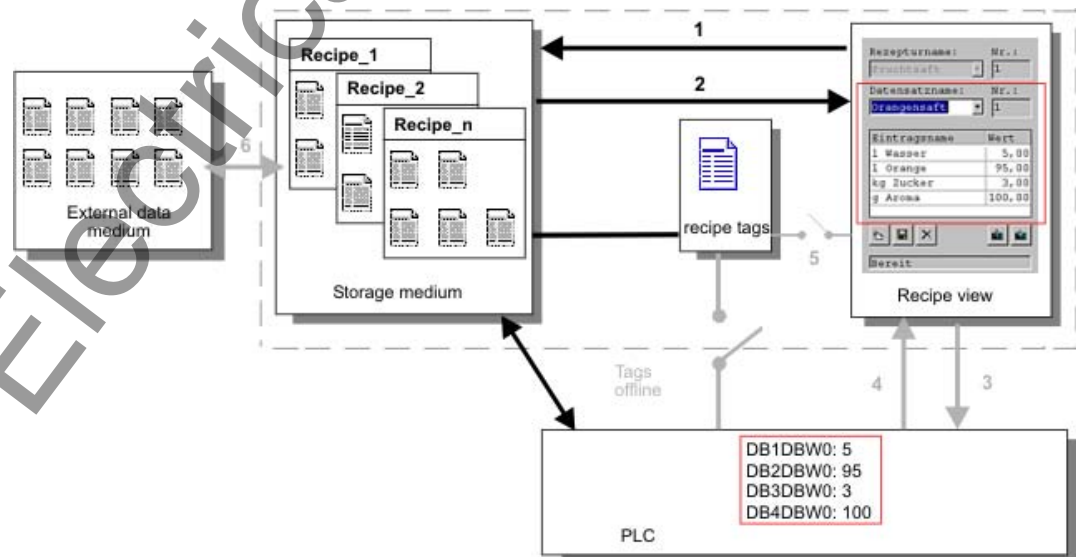 Electric
1
Recipe_1
Recipe_2
Recipe_n
2
6
External data
medium
Storage medium
recipe tags
5
Rezepturname: Nr.:
Fruchtsaft 1
Datensatzname: Nr.:
Orangensaft 1
Eintragsname Wert
l Wasser 5,00
l Orange 95,00
kg Zucker 3,00
g Aroma 100,00
Bereit
Recipe view
Tags
offline
4
3
DB1DBW0: 5
DB2DBW0: 95
DB3DBW0: 3
DB4DBW0: 100
PLC